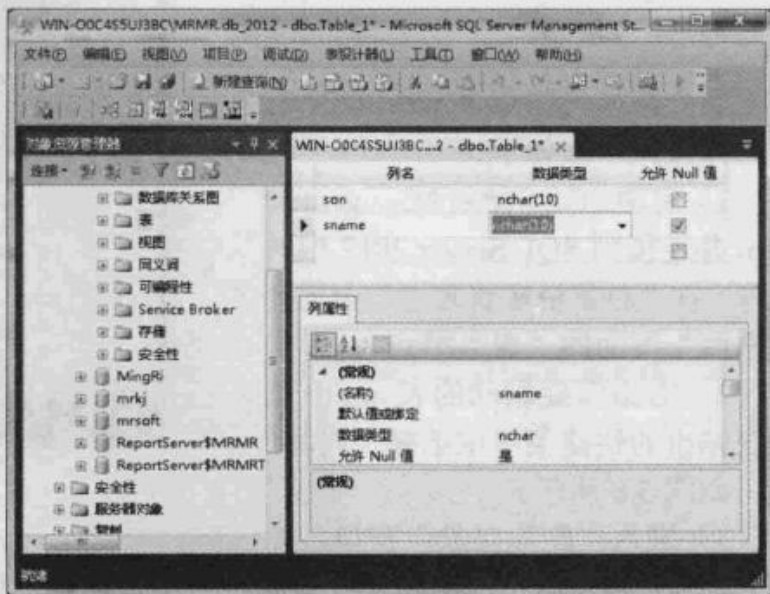 WIN-O0C4S5UJ3BC\MRMR.db_2012 - dbo.Table_1* - Microsoft SQL Server Management St...
文件(F) 编辑(E) 视图(V) 项目(P) 调试(D) 表设计器(L) 工具(T) 窗口(W) 帮助(H)
新建查询(N)
对象资源管理器
连接
数据库关系图
表
视图
同义词
可编程性
Service Broker
存储
安全性
MingRi
mrkj
mrsoft
ReportServer$MRMR
ReportServer$MRMRT
安全性
服务器对象
复制
WIN-O0C4S5UJ3BC...2 - dbo.Table_1*
列名 数据类型 允许 Null 值
son nchar(10)
sname nchar(10)
列属性
(常规)
(名称) sname
默认值或绑定
数据类型 nchar
允许 Null 值 是
(常规)
就绪